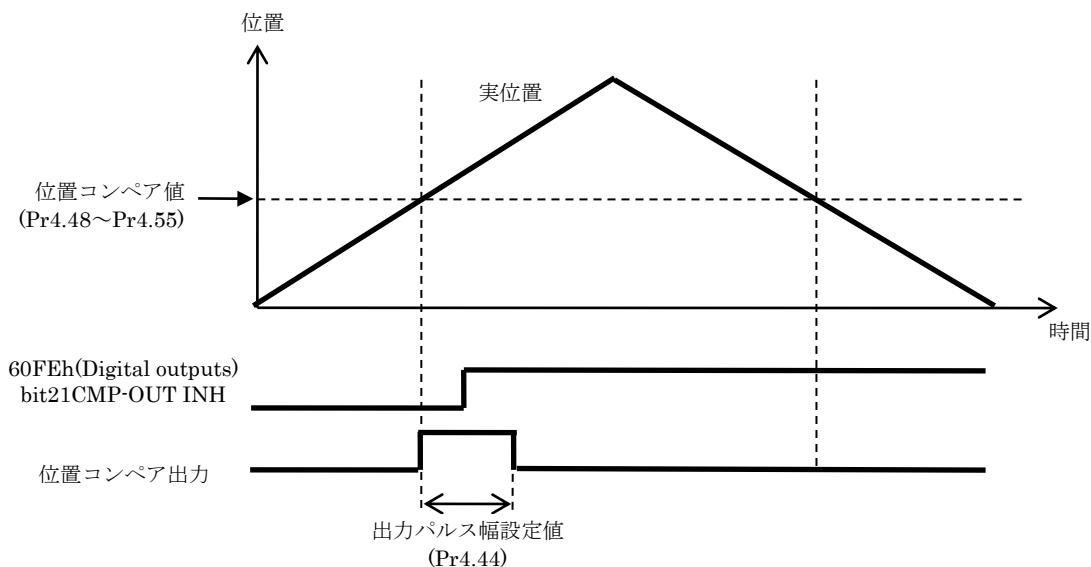 位置
実位置
位置コンペア値
(Pr4.48～Pr4.55)
時間
60FEh(Digital outputs)
bit21CMP-OUT INH
位置コンペア出力
出力パルス幅設定値
(Pr4.44)